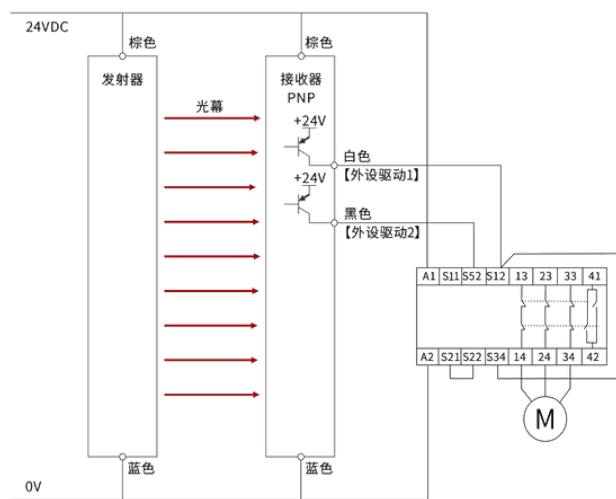 24VDC
棕色
棕色
发射器
光幕
接收器
PNP
+24V
白色
【外设驱动1】
+24V
黑色
【外设驱动2】
A1 S11 S52 S12 13 23 33 41
A2 S21 S22 S34 14 24 34 42
M
蓝色
蓝色
0V